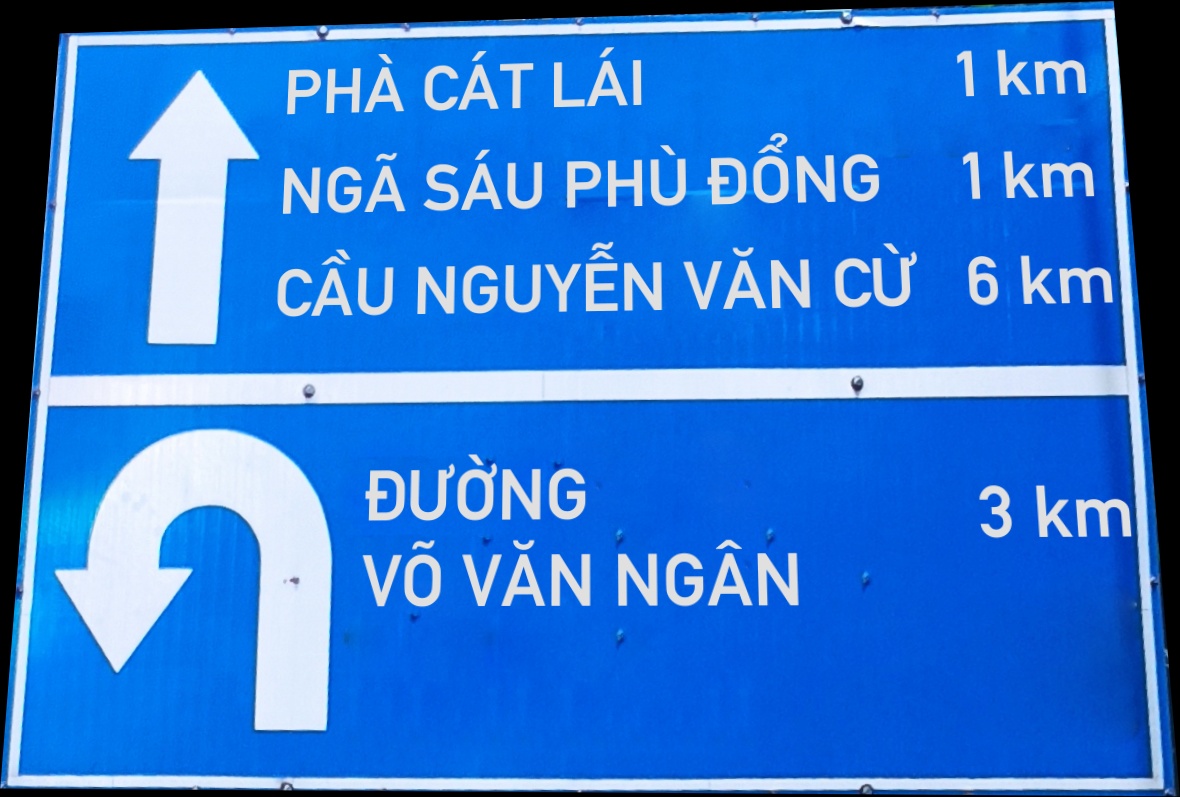 PHÀ CÁT LÁI 1 km
NGÃ SÁU PHÙ ĐỔNG 1 km
CẦU NGUYỄN VĂN CỪ 6 km
ĐƯỜNG 3 km
VÕ VĂN NGÂN